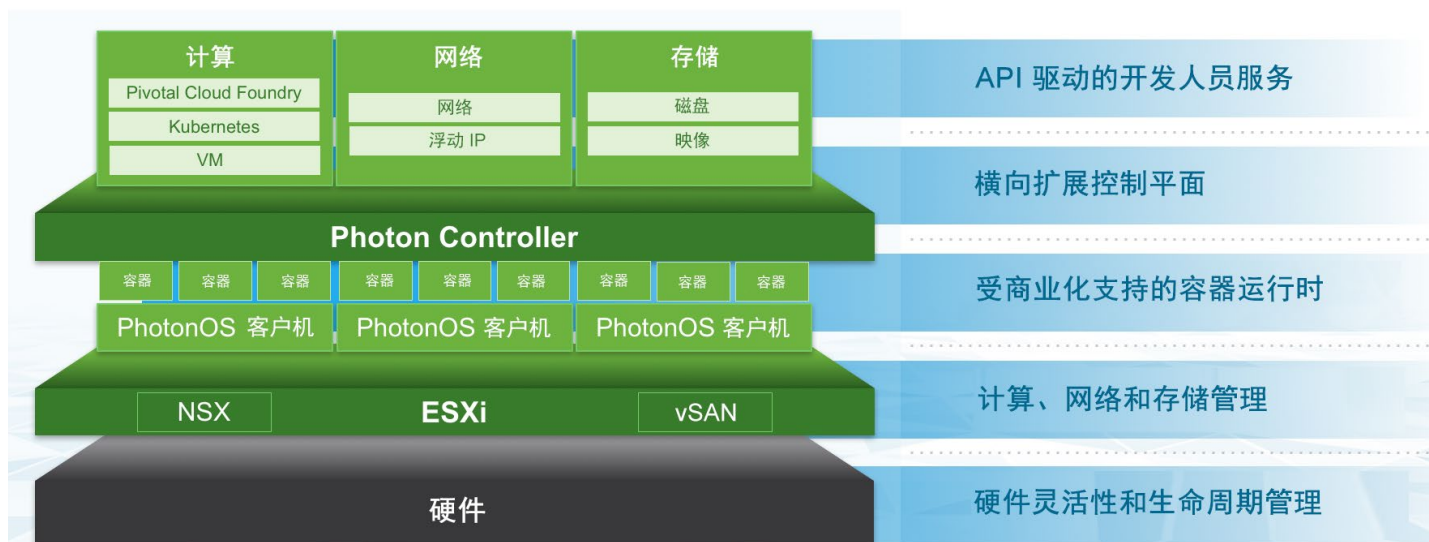 计算
网络
存储
API 驱动的开发人员服务
Pivotal Cloud Foundry
Kubernetes
VM
网络
浮动 IP
磁盘
映像
横向扩展控制平面
Photon Controller
容器
容器
容器
容器
容器
容器
容器
容器
容器
受商业化支持的容器运行时
PhotonOS 客户机
PhotonOS 客户机
PhotonOS 客户机
NSX
ESXi
vSAN
计算、网络和存储管理
硬件
硬件灵活性和生命周期管理